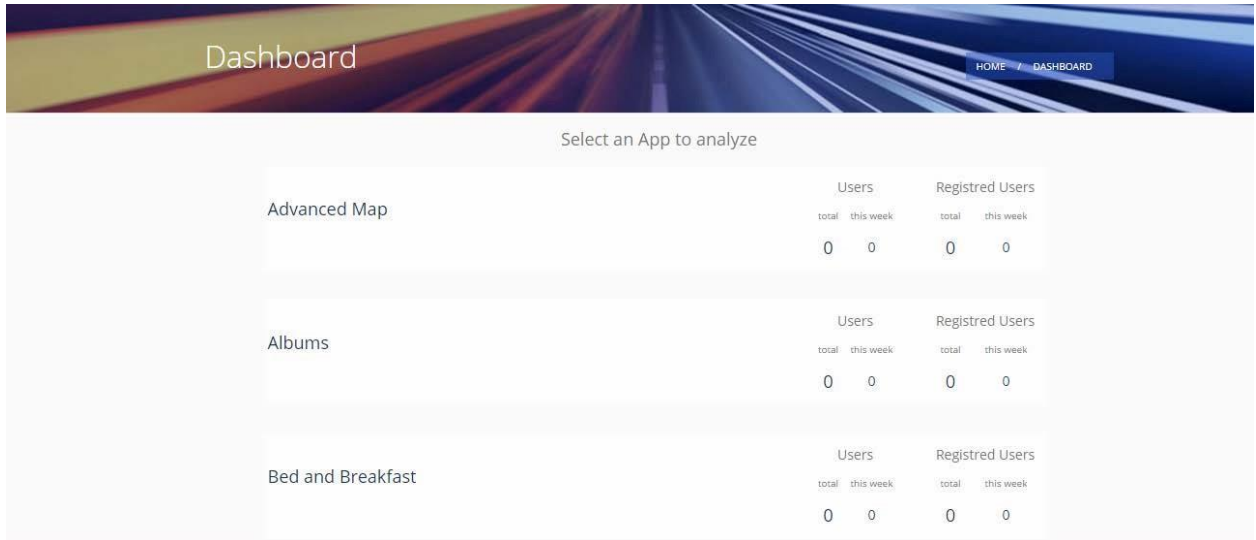 Dashboard
HOME / DASHBOARD
Select an App to analyze
Advanced Map
Users Registred Users
total this week total this week
0 0 0 0
Albums
Users Registred Users
total this week total this week
0 0 0 0
Bed and Breakfast
Users Registred Users
total this week total this week
0 0 0 0